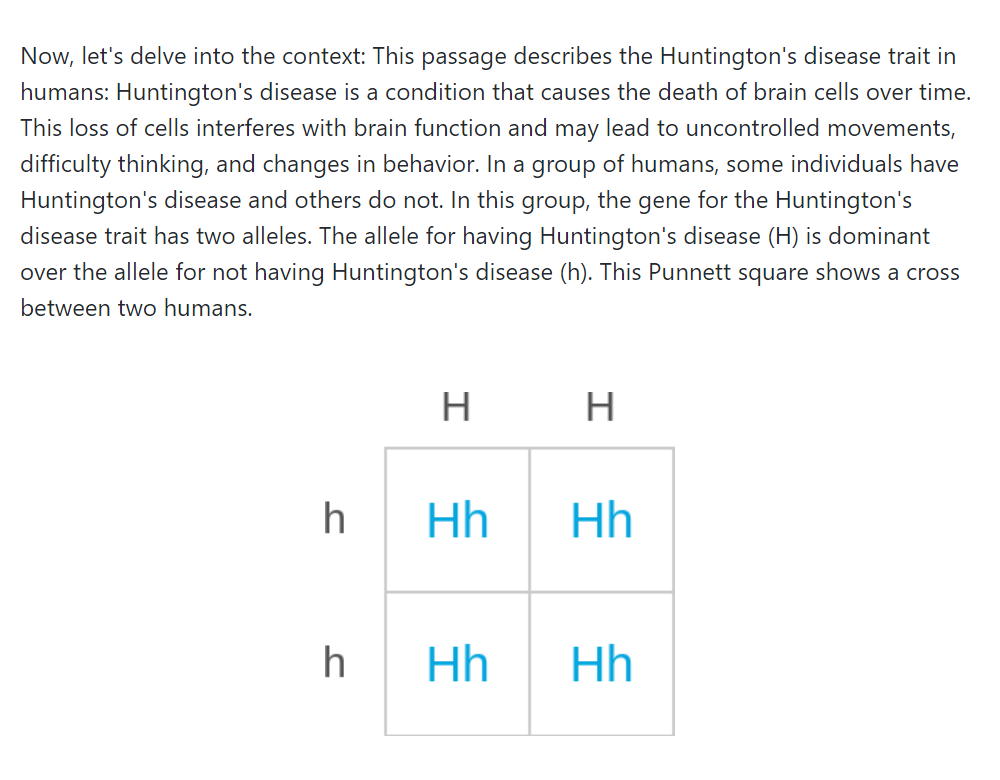 Now, let's delve into the context: This passage describes the Huntington's disease trait in
humans: Huntington's disease is a condition that causes the death of brain cells over time.
This loss of cells interferes with brain function and may lead to uncontrolled movements,
difficulty thinking, and changes in behavior. In a group of humans, some individuals have
Huntington's disease and others do not. In this group, the gene for the Huntington's
disease trait has two alleles. The allele for having Huntington's disease (H) is dominant
over the allele for not having Huntington's disease (h). This Punnett square shows a cross
between two humans.
H H
h Hh Hh
h Hh Hh